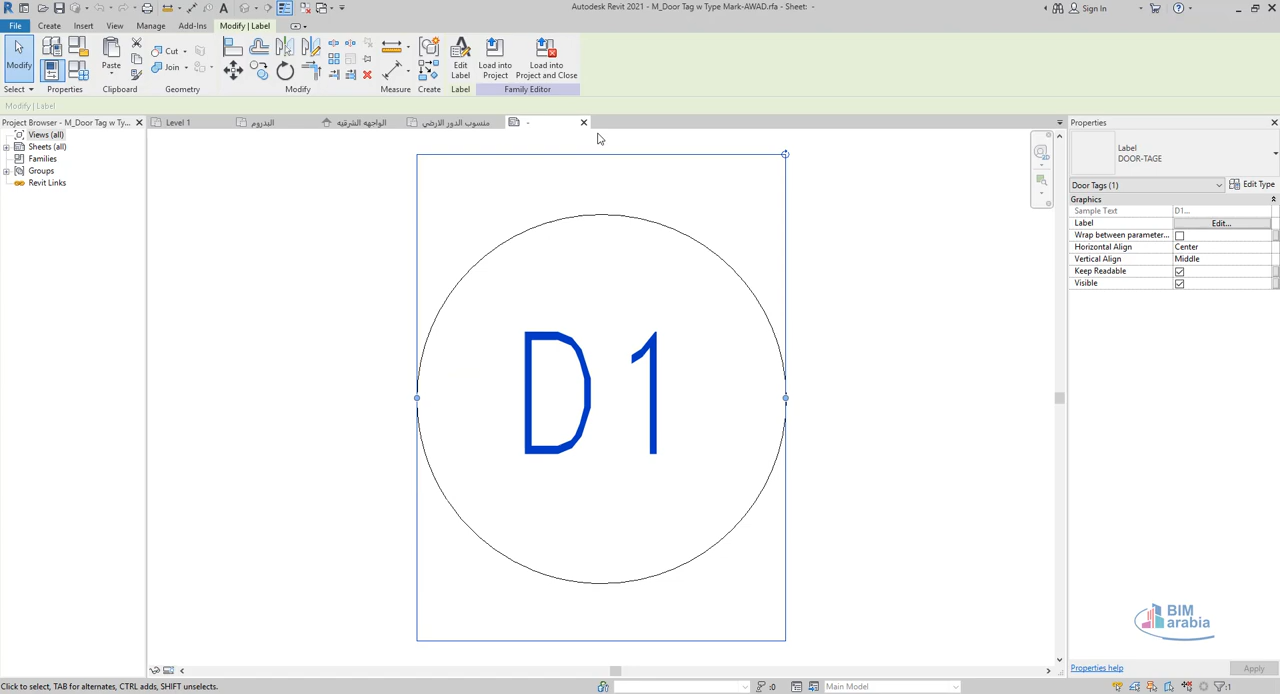 Autodesk Revit 2021 - M_Door Tag w Type Mark-AWAD.rfa - Sheet: -
Sign In
File Create Insert View Manage Add-Ins Modify | Label
Modify
Paste
Cut
Join
Edit Label
Load into Project
Load into Project and Close
Select Properties Clipboard Geometry Modify Measure Create Label Family Editor
Modify | Label
Project Browser - M_Door Tag w Ty...
Views (all)
Sheets (all)
Families
Groups
Revit Links
Level 1
البدروم
الواجهه الشرقيه
منسوب الدور الارضي
-
D1
Properties
Label
DOOR-TAGE
Door Tags (1)
Edit Type
Graphics
Sample Text D1...
Label Edit...
Wrap between parameter...
Horizontal Align Center
Vertical Align Middle
Keep Readable
Visible
BIM
arabia
Properties help
Apply
Click to select, TAB for alternates, CTRL adds, SHIFT unselects.
:0
Main Model
:1